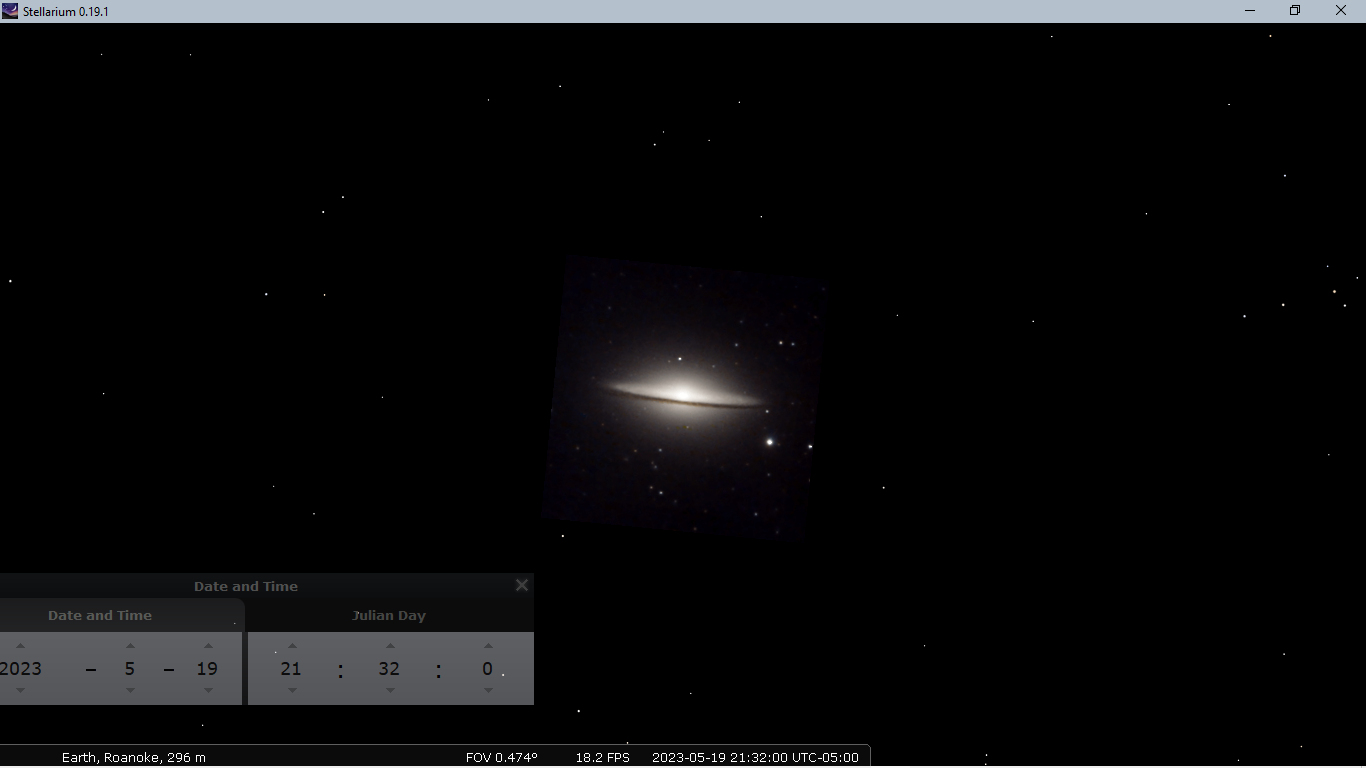 Stellarium 0.19.1
Date and Time
Date and Time Julian Day
2023 - 5 - 19 21 : 32 : 0
Earth, Roanoke, 296 m FOV 0.474° 18.2 FPS 2023-05-19 21:32:00 UTC-05:00